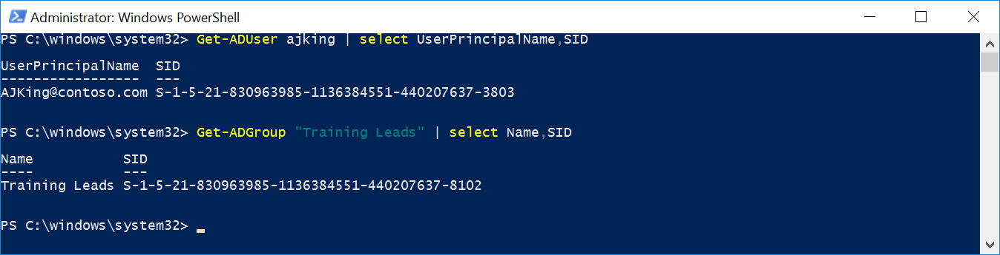 Administrator: Windows PowerShell
PS C:\windows\system32> Get-ADUser ajking | select UserPrincipalName,SID
UserPrincipalName  SID
-----------------  ---
AJKing@contoso.com S-1-5-21-830963985-1136384551-440207637-3803
PS C:\windows\system32> Get-ADGroup "Training Leads" | select Name,SID
Name           SID
----           ---
Training Leads S-1-5-21-830963985-1136384551-440207637-8102
PS C:\windows\system32>